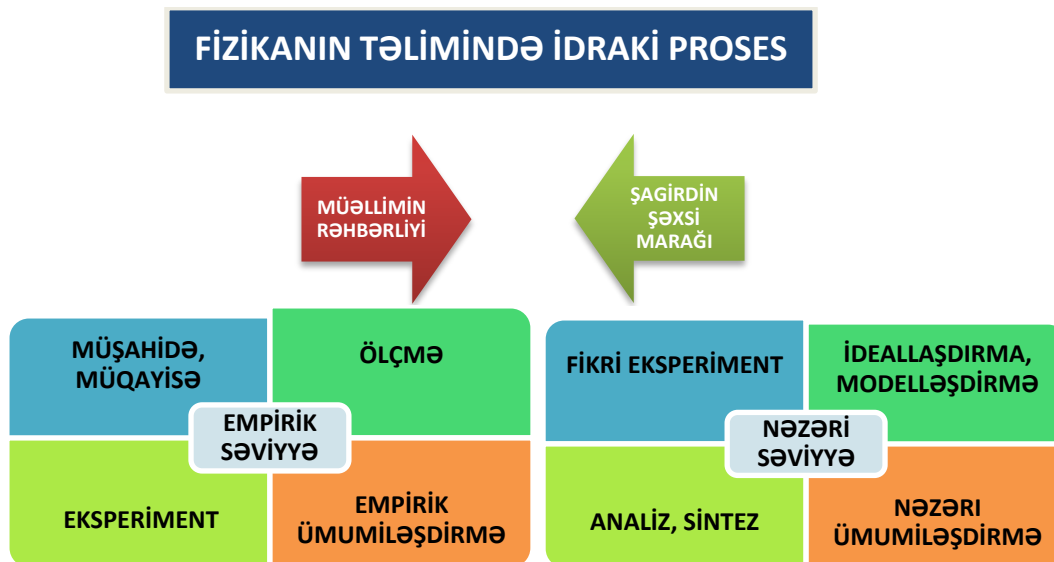 FİZİKANIN TƏLİMİNDƏ İDRAKİ PROSES
MÜƏLLİMİN
RƏHBƏRLİYİ
ŞAGİRDİN
ŞƏXSİ
MARAĞI
MÜŞAHİDƏ,
MÜQAYİSƏ
ÖLÇMƏ
EMPİRİK
SƏVİYYƏ
EKSPERİMENT
EMPİRİK
ÜMUMİLƏŞDİRMƏ
FİKRİ EKSPERİMENT
İDEALLAŞDIRMA,
MODELLƏŞDİRMƏ
NƏZƏRİ
SƏVİYYƏ
ANALİZ, SİNTEZ
NƏZƏRI
ÜMUMİLƏŞDİRMƏ